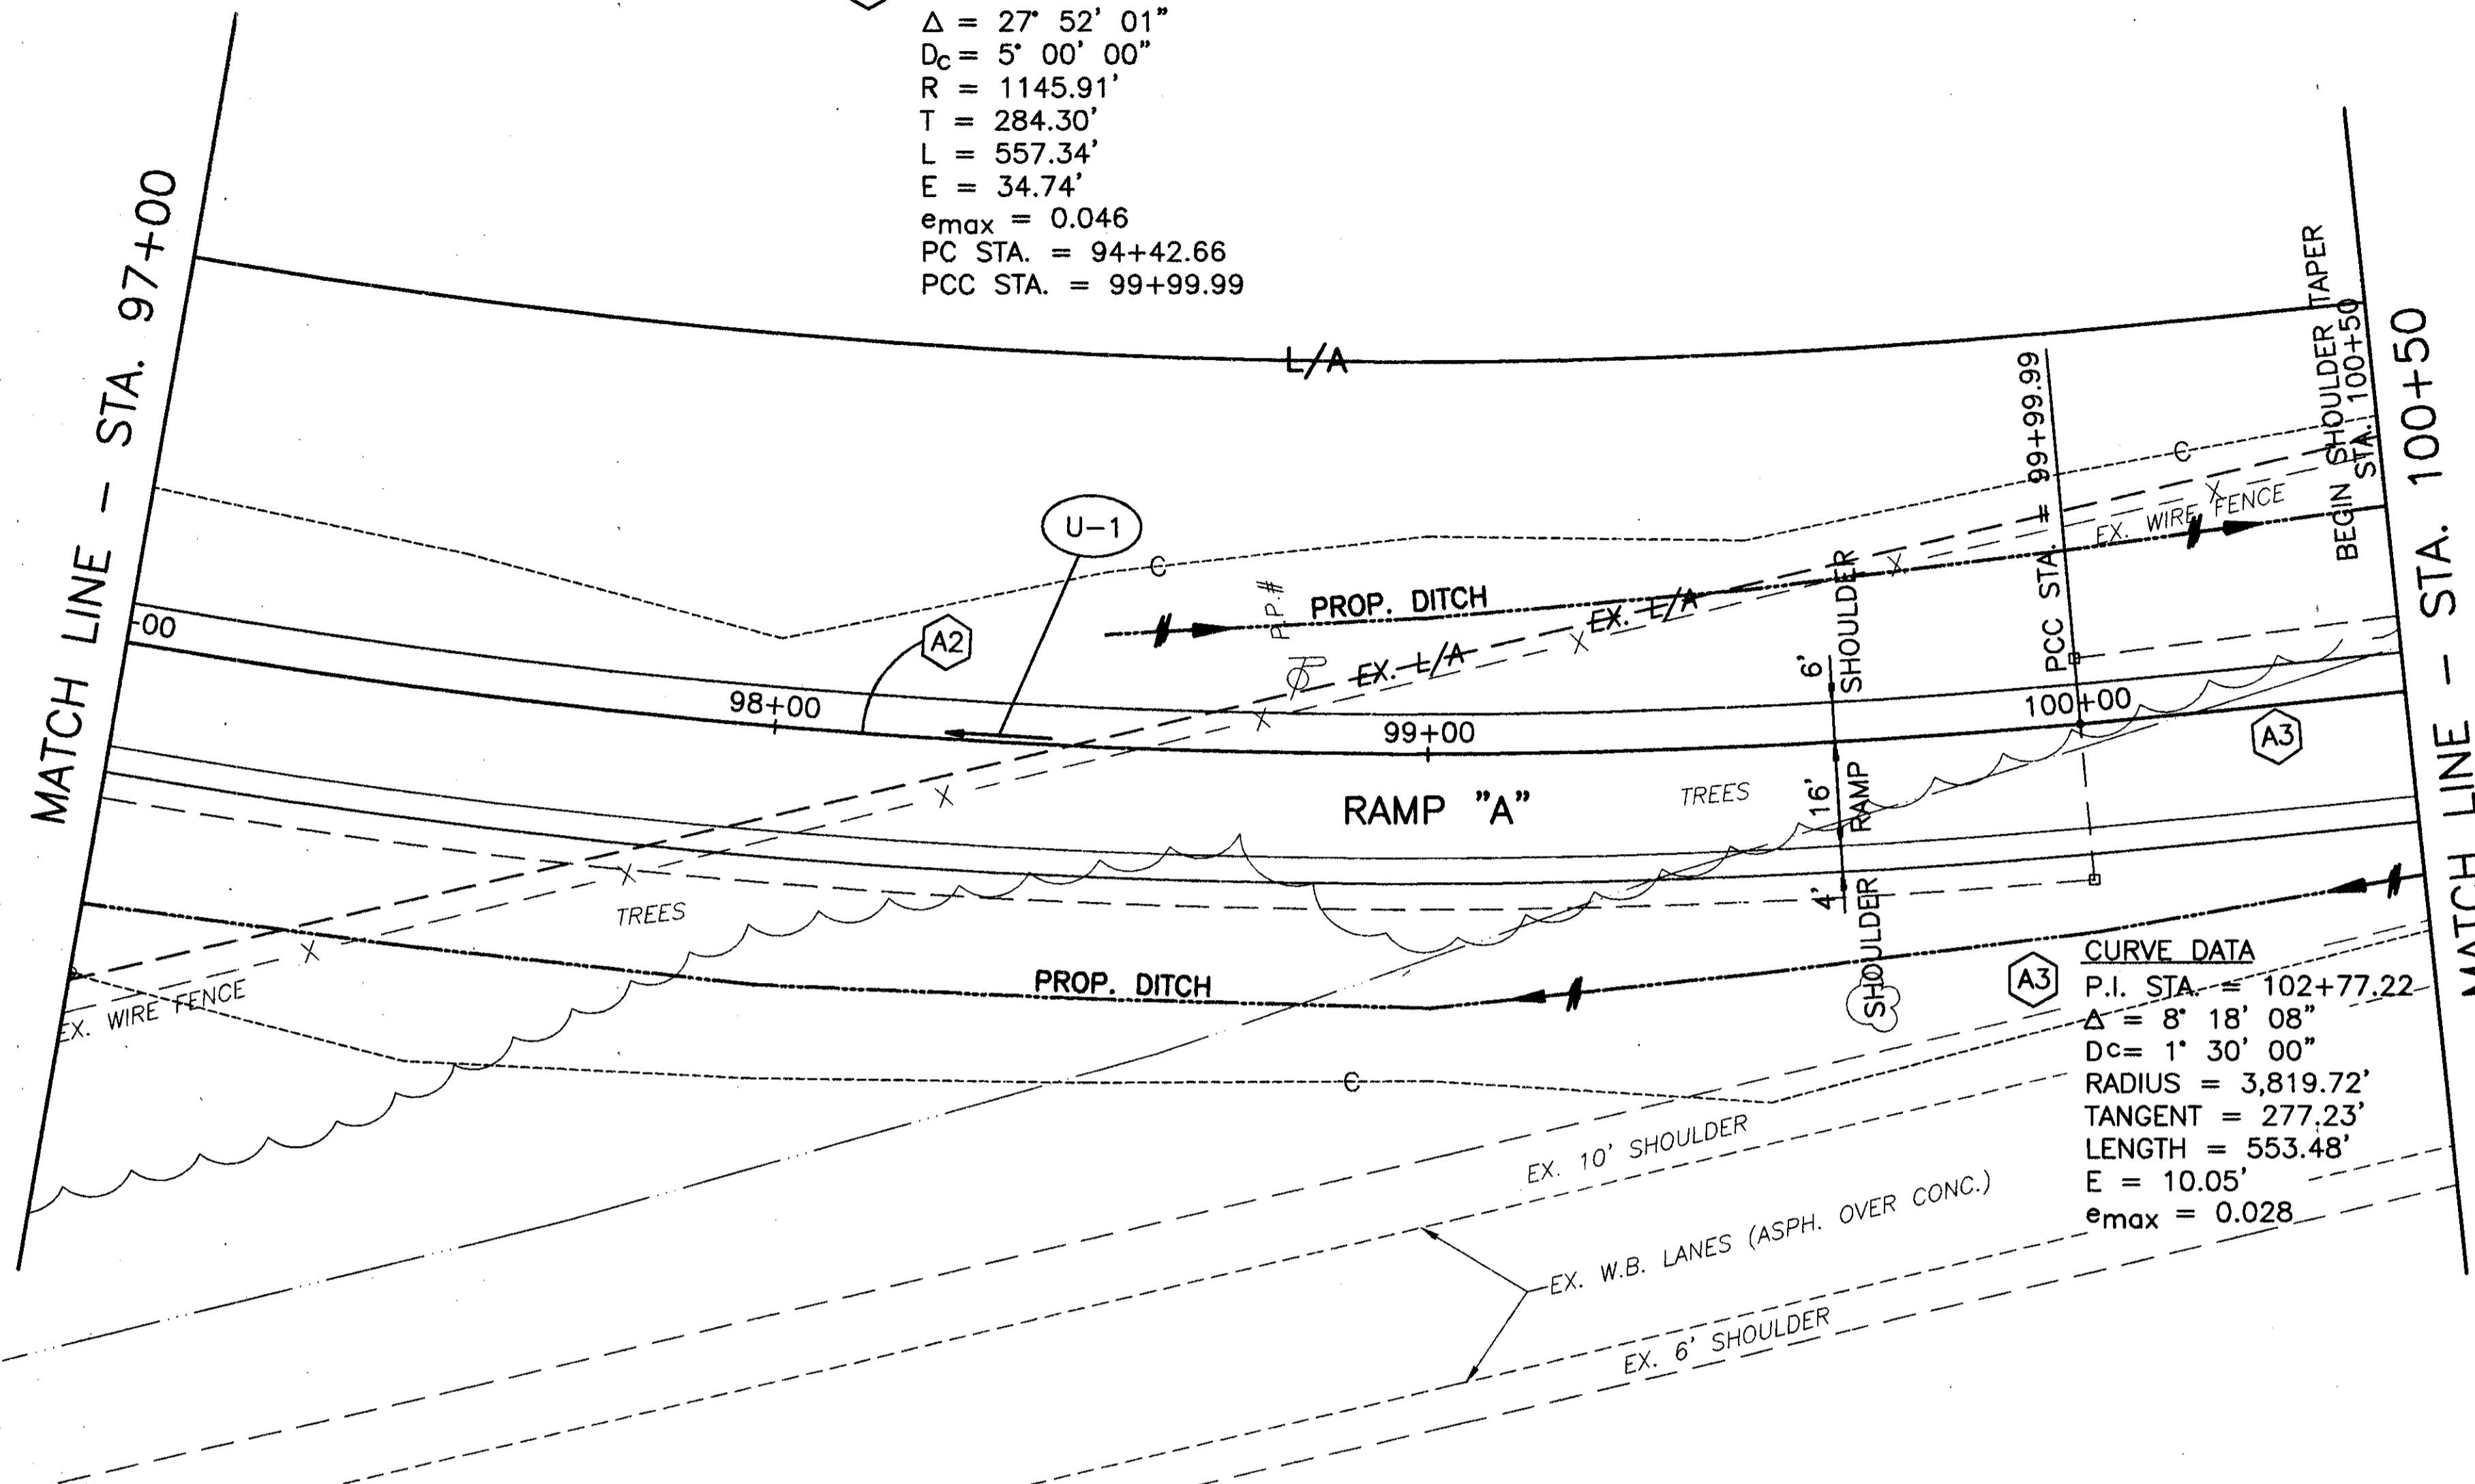 Δ = 27° 52' 01"
Dc = 5° 00' 00"
R = 1145.91'
T = 284.30'
L = 557.34'
E = 34.74'
emax = 0.046
PC STA. = 94+42.66
PCC STA. = 99+99.99
MATCH LINE - STA. 97+00
L/A
BEGIN SHOULDER TAPER
STA. 100+50
MATCH LINE - STA. 100+50
PCC STA. = 99+99.99
C
X
EX. WIRE FENCE
U-1
C
P.P.#
PROP. DITCH
EX. L/A
X
X
SHOULDER
-00
A2
EX. L/A
6'
98+00
X
99+00
100+00
A3
X
RAMP "A"
TREES
16'
RAMP
X
TREES
4'
SHOULDER
X
EX. WIRE FENCE
PROP. DITCH
C
A3
CURVE DATA
P.I. STA. = 102+77.22
Δ = 8° 18' 08"
Dc= 1° 30' 00"
RADIUS = 3,819.72'
TANGENT = 277.23'
LENGTH = 553.48'
E = 10.05'
emax = 0.028
EX. 10' SHOULDER
EX. W.B. LANES (ASPH. OVER CONC.)
EX. 6' SHOULDER
MATCH LINE